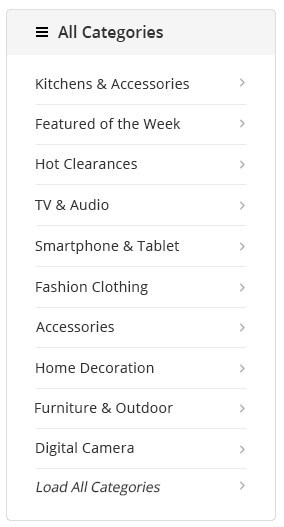 All Categories
Kitchens & Accessories
Featured of the Week
Hot Clearances
TV & Audio
Smartphone & Tablet
Fashion Clothing
Accessories
Home Decoration
Furniture & Outdoor
Digital Camera
Load All Categories